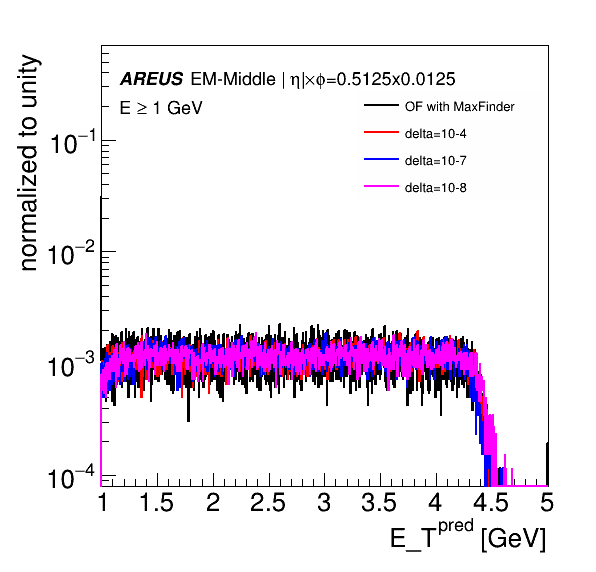 normalized to unity
AREUS EM-Middle | η|×ϕ=0.5125x0.0125
E ≥ 1 GeV
OF with MaxFinder
delta=10-4
delta=10-7
delta=10-8
10⁻¹
10⁻²
10⁻³
10⁻⁴
1 1.5 2 2.5 3 3.5 4 4.5 5
E_T^pred [GeV]